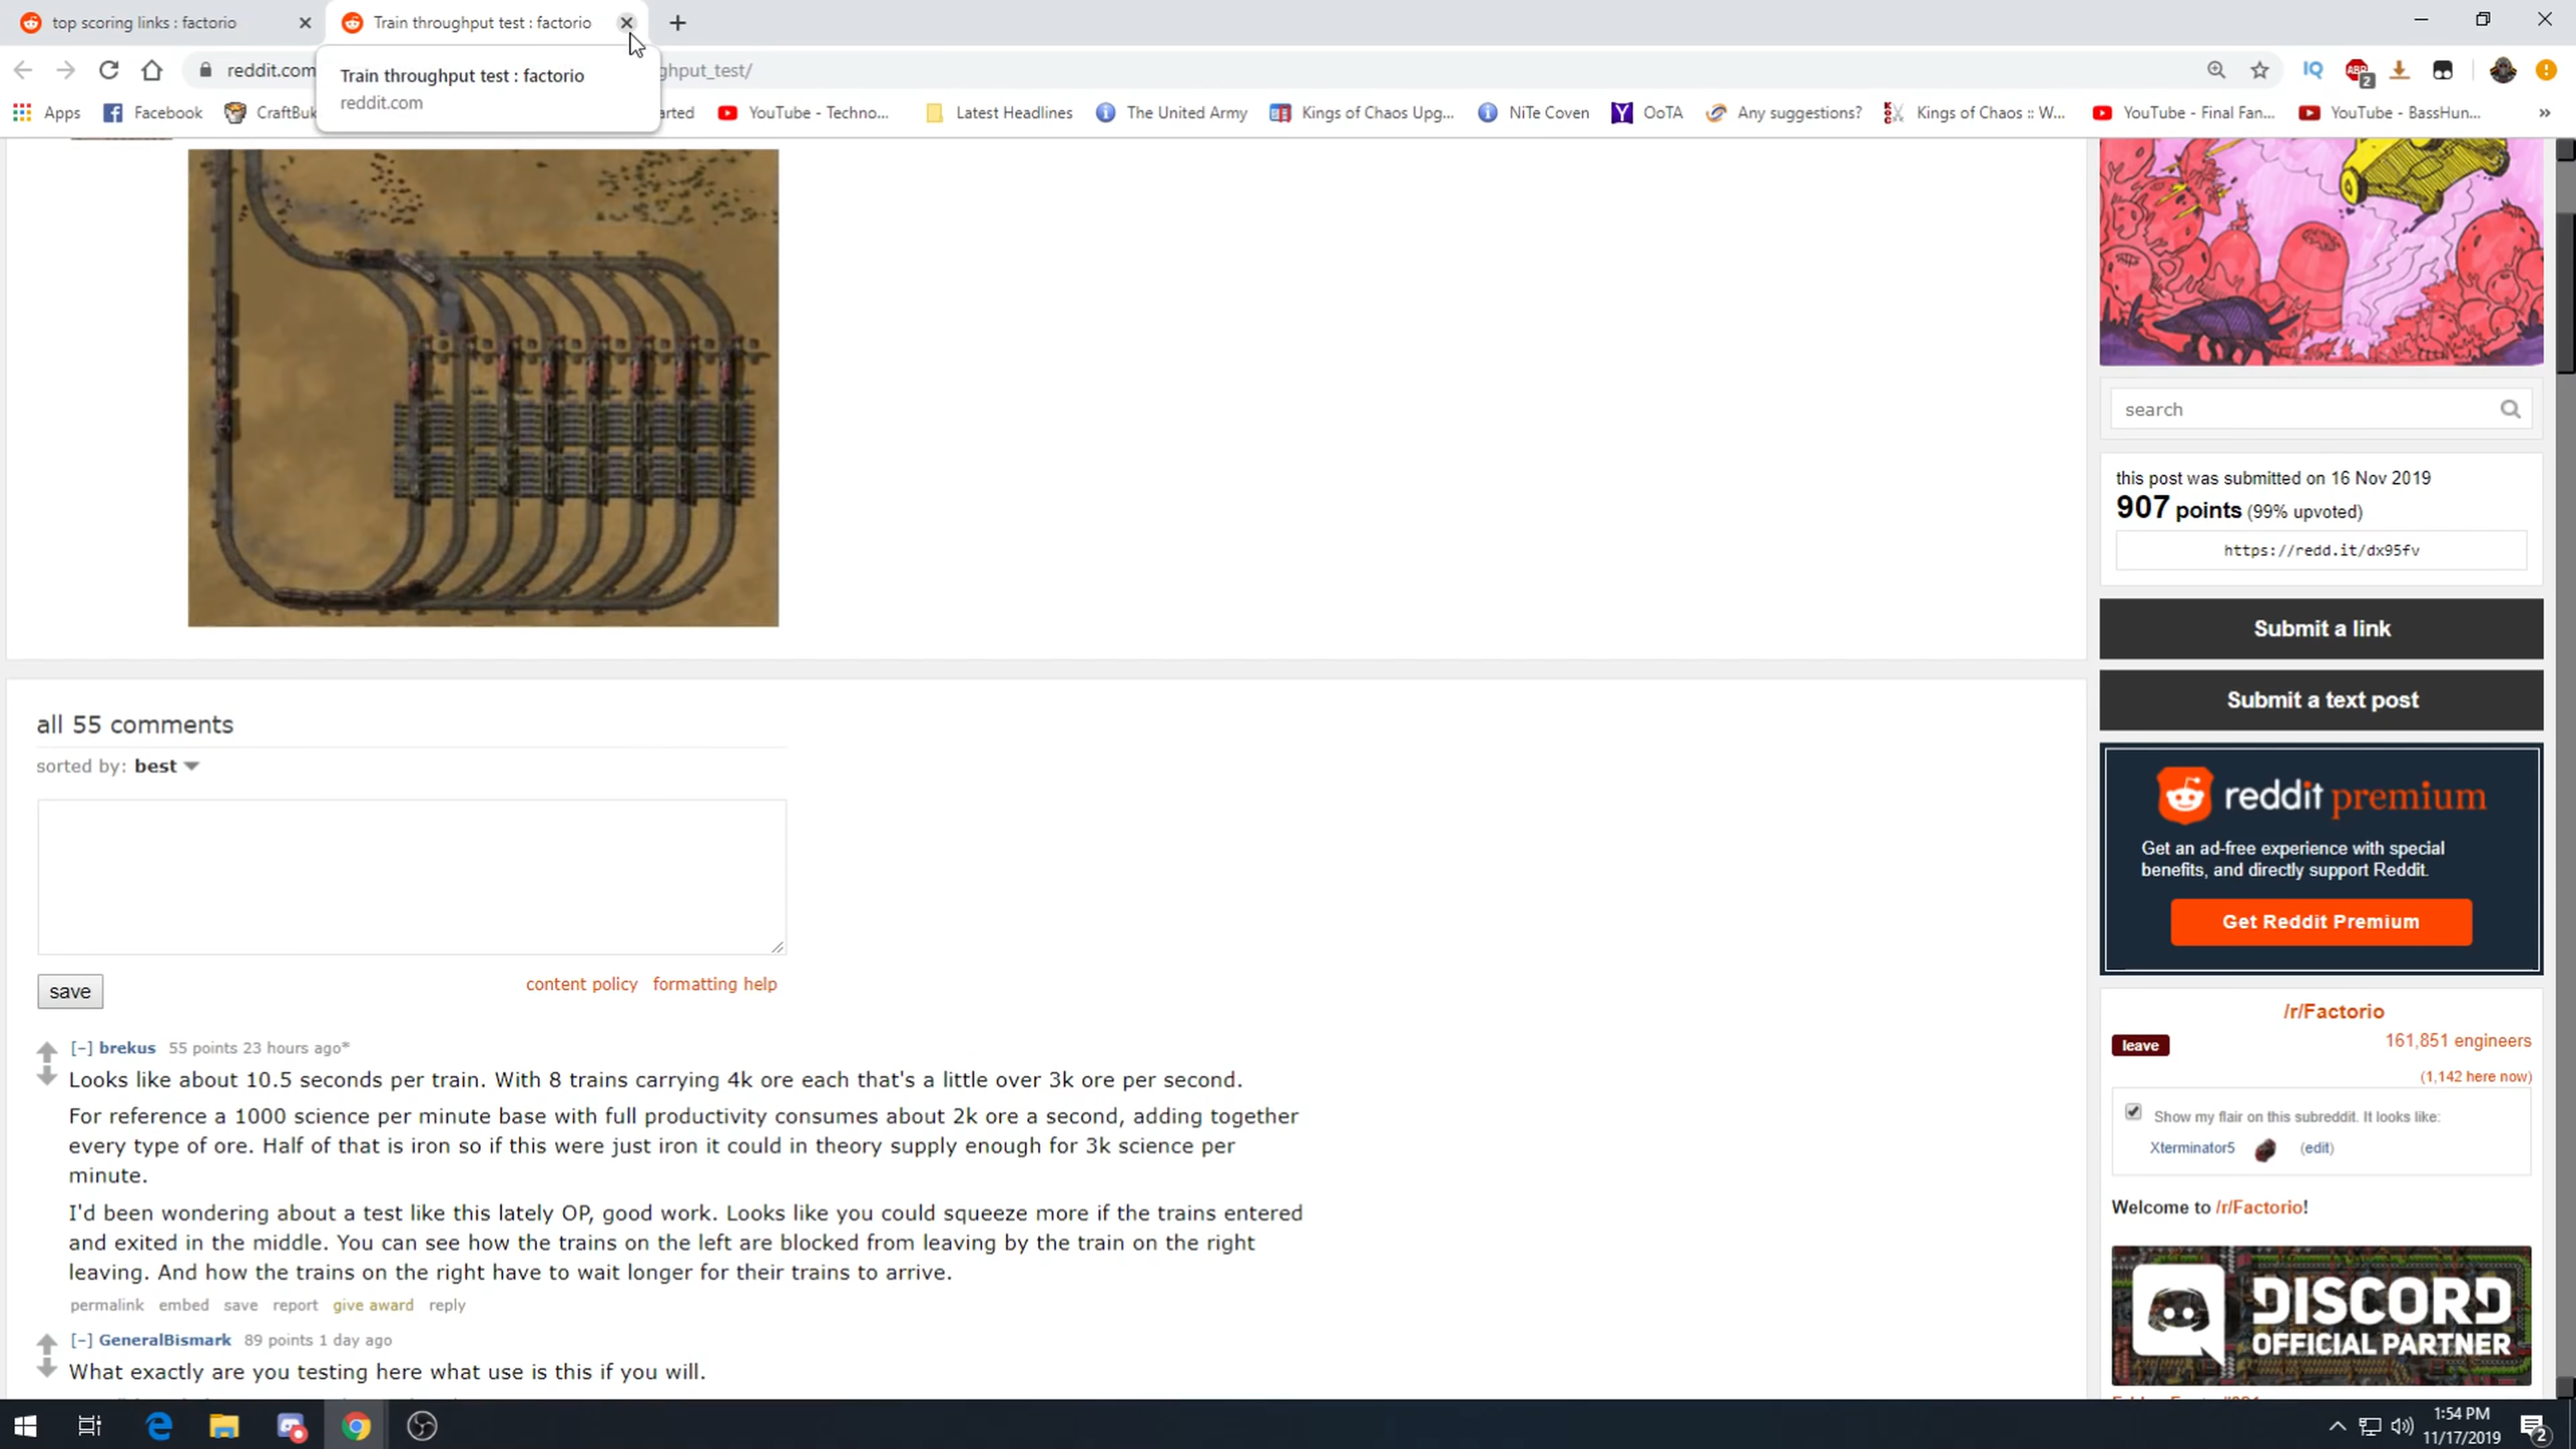 top scoring links : factorio
Train throughput test : factorio
reddit.com
ghput_test/
Train throughput test : factorio
reddit.com
IQ
ABP
2
Apps
Facebook
CraftBuk
arted
YouTube - Techno...
Latest Headlines
The United Army
Kings of Chaos Upg...
NiTe Coven
OoTA
Any suggestions?
Kings of Chaos :: W...
YouTube - Final Fan...
YouTube - BassHun...
»
search
this post was submitted on 16 Nov 2019
907 points (99% upvoted)
https://redd.it/dx95fv
Submit a link
Submit a text post
reddit premium
Get an ad-free experience with special
benefits, and directly support Reddit.
Get Reddit Premium
/r/Factorio
leave
161,851 engineers
(1,142 here now)
Show my flair on this subreddit. It looks like:
Xterminator5 (edit)
Welcome to /r/Factorio!
DISCORD
OFFICIAL PARTNER
all 55 comments
sorted by: best
save
content policy formatting help
[–] brekus 55 points 23 hours ago*
Looks like about 10.5 seconds per train. With 8 trains carrying 4k ore each that's a little over 3k ore per second.
For reference a 1000 science per minute base with full productivity consumes about 2k ore a second, adding together
every type of ore. Half of that is iron so if this were just iron it could in theory supply enough for 3k science per
minute.
I'd been wondering about a test like this lately OP, good work. Looks like you could squeeze more if the trains entered
and exited in the middle. You can see how the trains on the left are blocked from leaving by the train on the right
leaving. And how the trains on the right have to wait longer for their trains to arrive.
permalink embed save report give award reply
[–] GeneralBismark 89 points 1 day ago
What exactly are you testing here what use is this if you will.
1:54 PM
11/17/2019
2